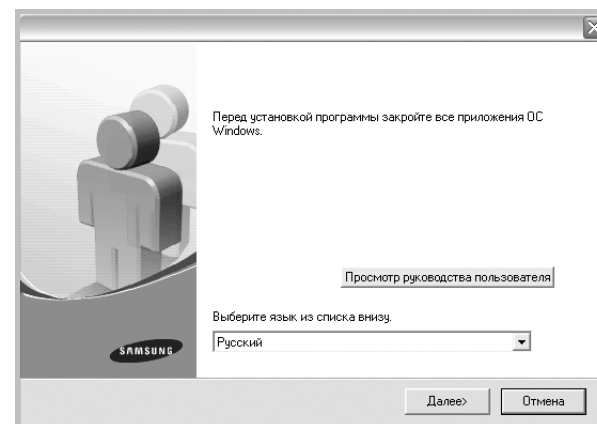 Перед установкой программы закройте все приложения ОС
Windows.
Просмотр руководства пользователя
Выберите язык из списка внизу.
Русский
SAMSUNG
Далее>
Отмена